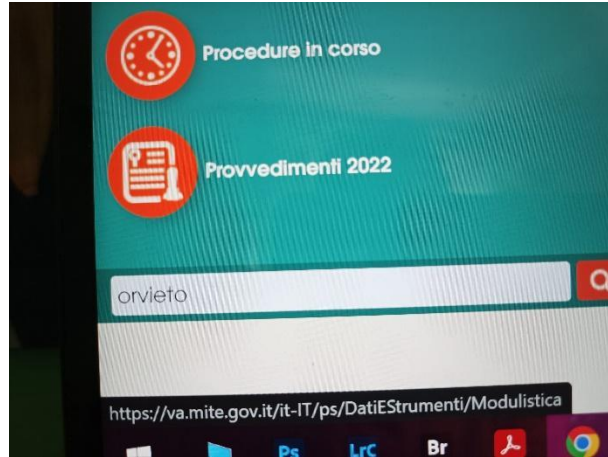 Procedure in corso
Provvedimenti 2022
orvieto
https://va.mite.gov.it/it-IT/ps/DatiEStrumenti/Modulistica
Ps LrC Br